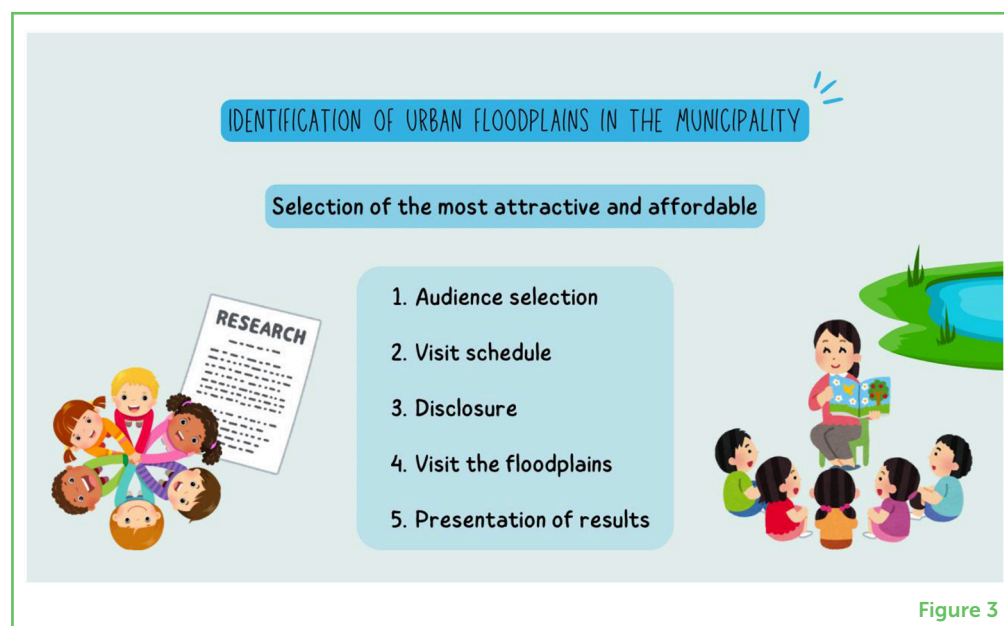 IDENTIFICATION OF URBAN FLOODPLAINS IN THE MUNICIPALITY
Selection of the most attractive and affordable
RESEARCH
1. Audience selection
2. Visit schedule
3. Disclosure
4. Visit the floodplains
5. Presentation of results
Figure 3